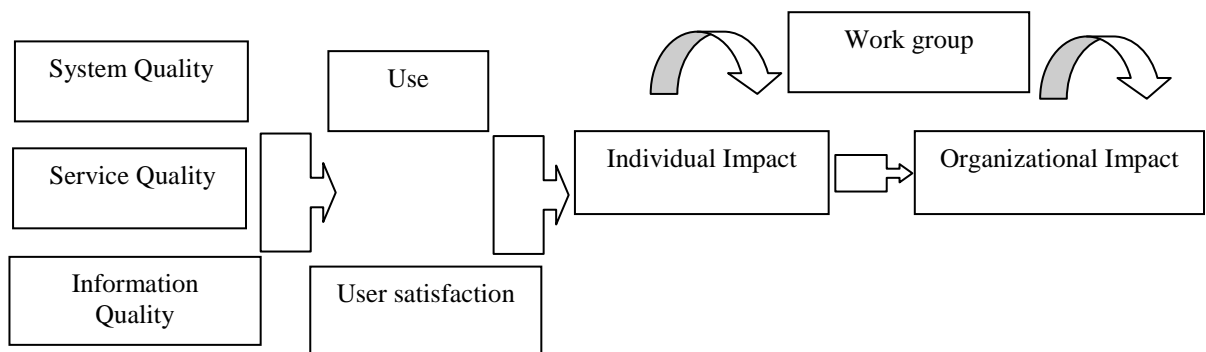 System Quality
Service Quality
Information
Quality
Use
User satisfaction
Individual Impact
Work group
Organizational Impact